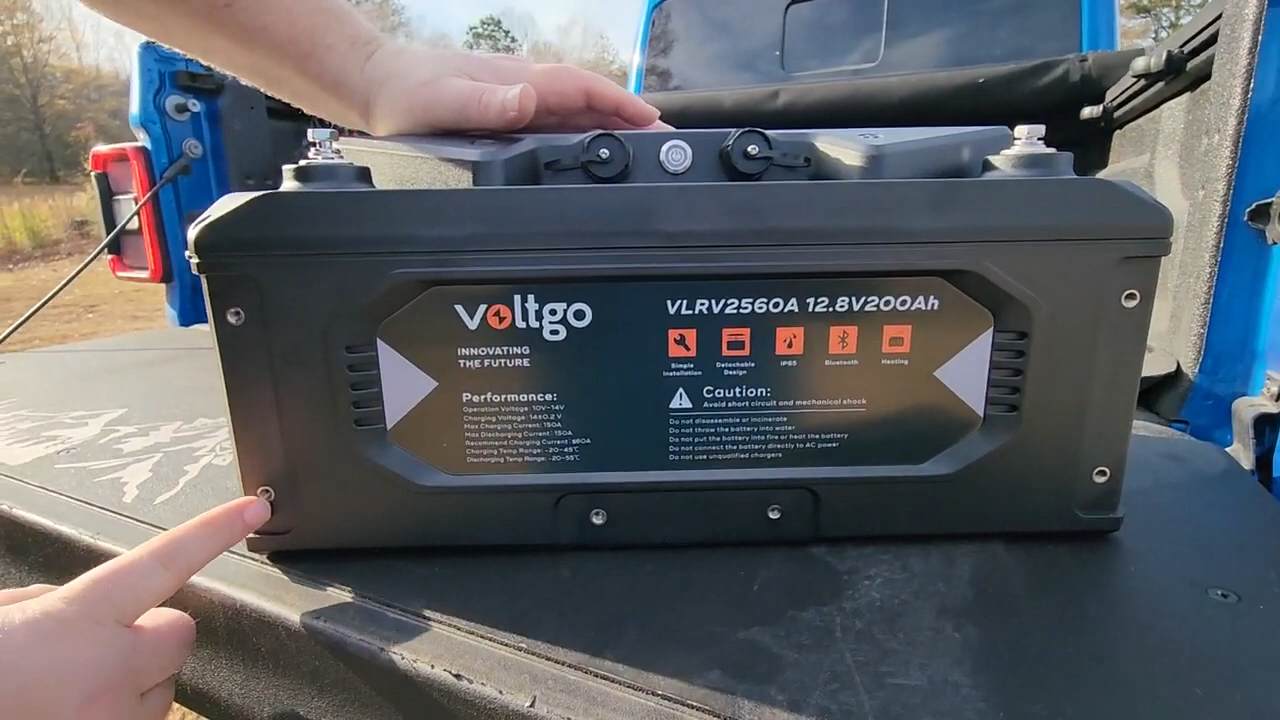 voltgo
INNOVATING
THE FUTURE
Performance:
Operation Voltage: 10V~14V
Charging Voltage: 14±0.2 V
Max Charging Current: 150A
Max Discharging Current: 150A
Recommend Charging Current: ≤60A
Charging Temp Range: -20~45℃
Discharging Temp Range: -20~55℃
VLRV2560A 12.8V200Ah
Simple
Installation
Detachable
Design
IP65
Bluetooth
Heating
Caution:
Avoid short circuit and mechanical shock
Do not disassemble or incinerate
Do not throw the battery into water
Do not put the battery into fire or heat the battery
Do not connect the battery directly to AC power
Do not use unqualified chargers